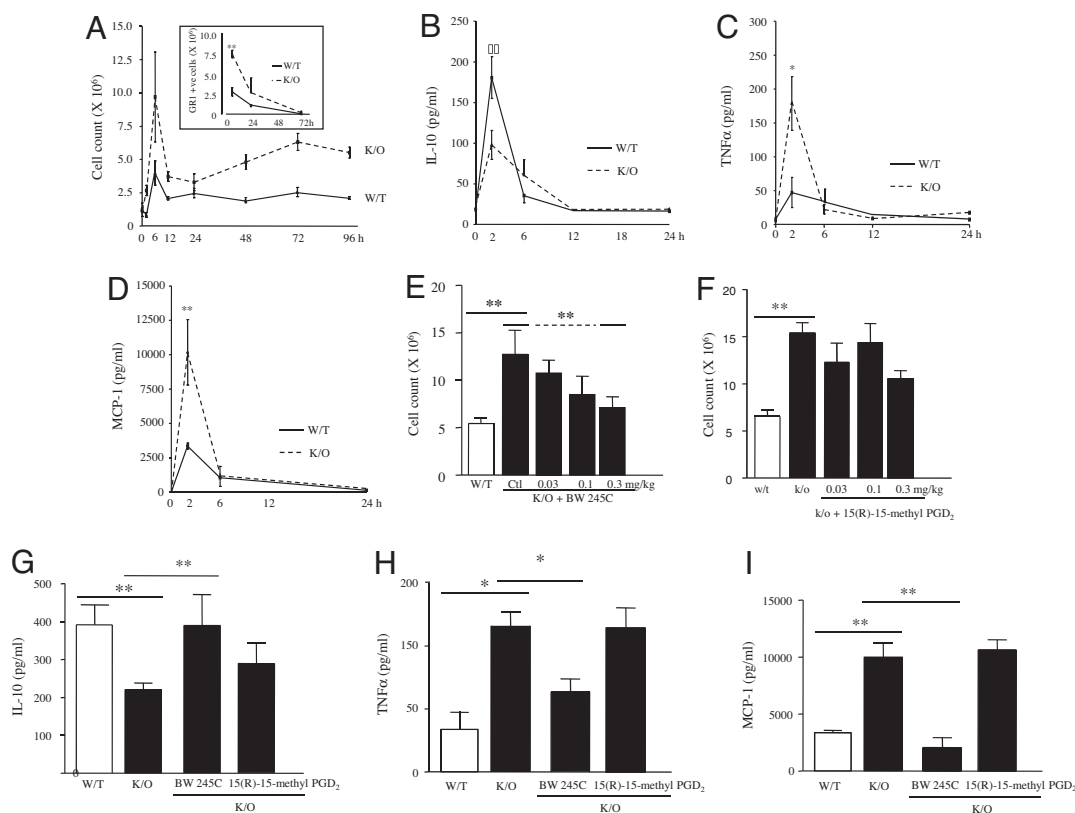 A
15.0
12.5
10.0
7.5
5.0
2.5
0
Cell count (X 10⁶)
0 6 12 24 48 72 96 h
K/O
W/T
10.0
7.5
5.0
2.5
0
GR1 +ve cells (X 10⁶)
**
W/T
K/O
0 24 48 72h
B
250
200
150
100
50
0
IL-10 (pg/ml)
W/T
K/O
0 2 6 12 18 24 h
C
300
250
200
150
100
50
0
TNFα (pg/ml)
*
W/T
K/O
0 2 6 12 24 h
D
15000
12500
10000
7500
5000
2500
0
MCP-1 (pg/ml)
**
W/T
K/O
0 2 6 12 24 h
E
20
15
10
5
0
Cell count (X 10⁶)
**
**
W/T Ctl 0.03 0.1 0.3 mg/kg
K/O + BW 245C
F
20
15
10
5
0
Cell count (X 10⁶)
**
w/t k/o 0.03 0.1 0.3 mg/kg
k/o + 15(R)-15-methyl PGD₂
G
500
400
300
200
100
0
IL-10 (pg/ml)
**
**
W/T K/O BW 245C 15(R)-15-methyl PGD₂
K/O
H
200
150
50
0
TNFα (pg/ml)
*
*
W/T K/O BW 245C 15(R)-15-methyl PGD₂
K/O
I
15000
10000
5000
0
MCP-1 (pg/ml)
**
**
W/T K/O BW 245C 15(R)-15-methyl PGD₂
K/O